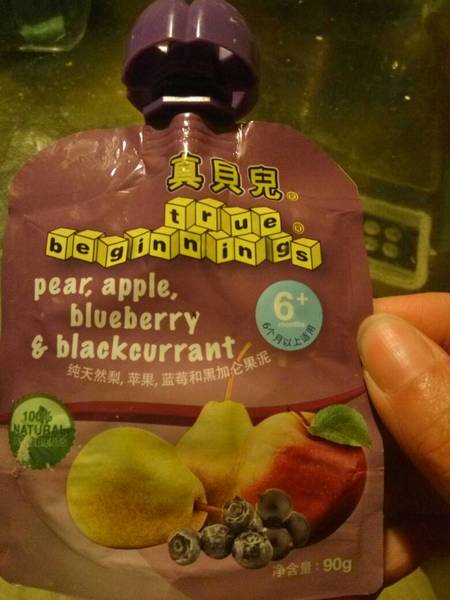 真貝兒®
true
beginnings®
pear, apple,
blueberry
& blackcurrant
纯天然梨, 苹果, 蓝莓和黑加仑果泥
6+
months
6个月以上适用
100%
NATURAL
净含量：90g